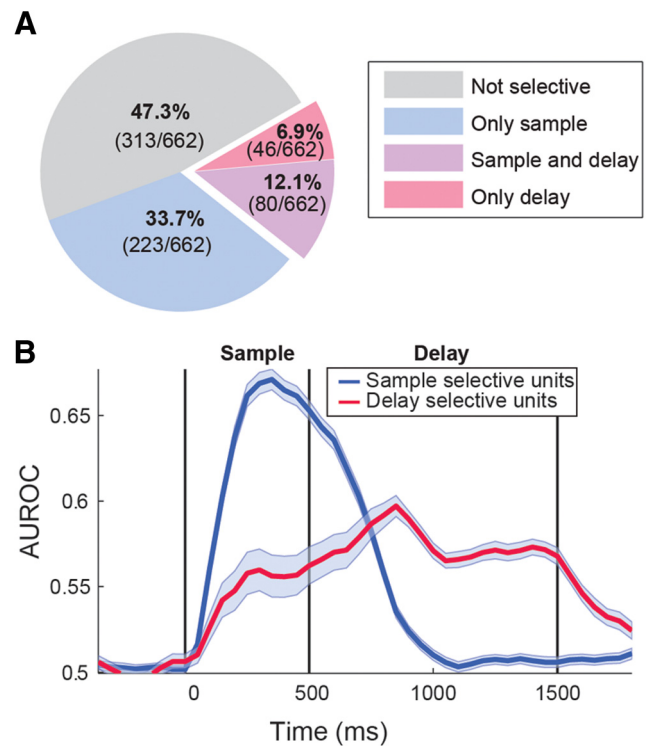 A
47.3%
(313/662)
6.9%
(46/662)
12.1%
(80/662)
33.7%
(223/662)
Not selective
Only sample
Sample and delay
Only delay
B
Sample
Delay
Sample selective units
Delay selective units
0.65
0.6
0.55
0.5
AUROC
0
500
1000
1500
Time (ms)